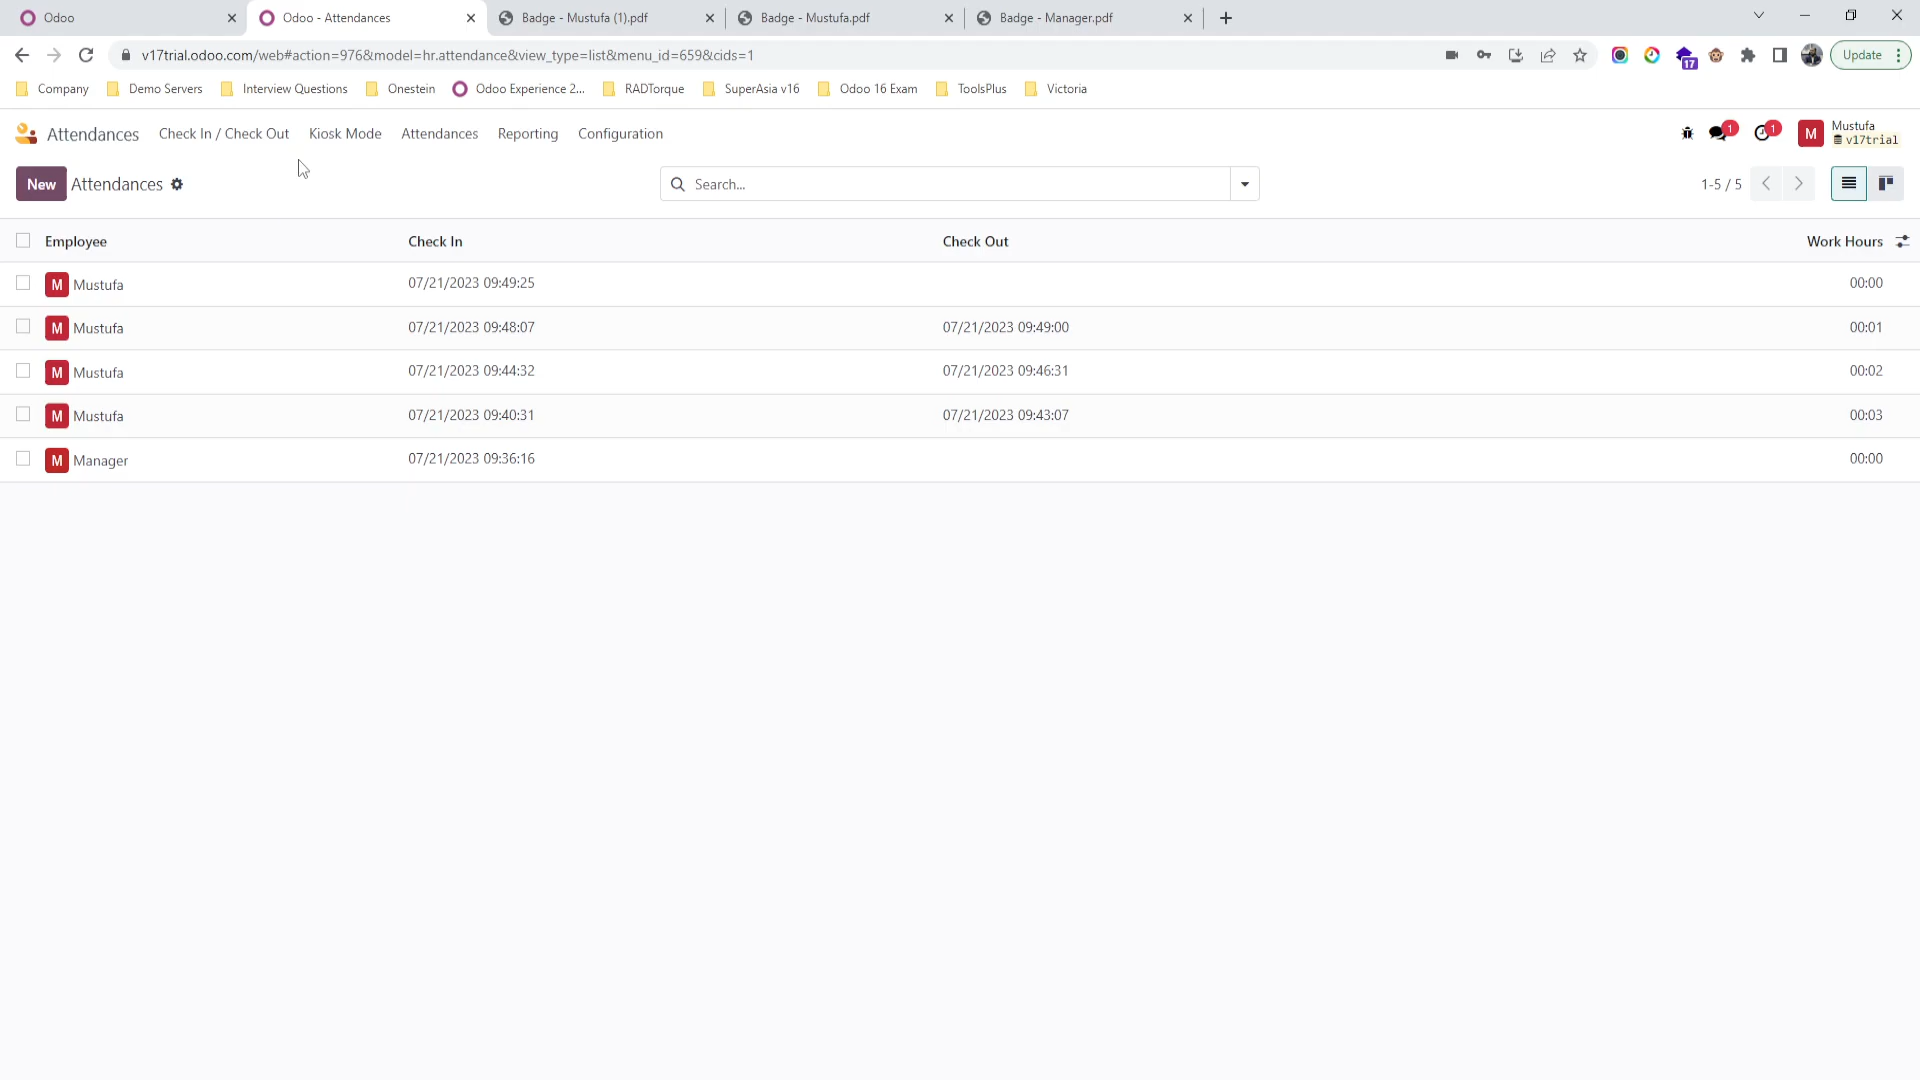 Odoo
Odoo - Attendances
Badge - Mustufa (1).pdf
Badge - Mustufa.pdf
Badge - Manager.pdf
v17trial.odoo.com/web#action=976&model=hr.attendance&view_type=list&menu_id=659&cids=1
17
Update
Company
Demo Servers
Interview Questions
Onestein
Odoo Experience 2...
RADTorque
SuperAsia v16
Odoo 16 Exam
ToolsPlus
Victoria
Attendances
Check In / Check Out
Kiosk Mode
Attendances
Reporting
Configuration
1
1
M
Mustufa
v17trial
New
Attendances
Search...
1-5 / 5
Employee Check In Check Out Work Hours
M Mustufa 07/21/2023 09:49:25 00:00
M Mustufa 07/21/2023 09:48:07 07/21/2023 09:49:00 00:01
M Mustufa 07/21/2023 09:44:32 07/21/2023 09:46:31 00:02
M Mustufa 07/21/2023 09:40:31 07/21/2023 09:43:07 00:03
M Manager 07/21/2023 09:36:16 00:00